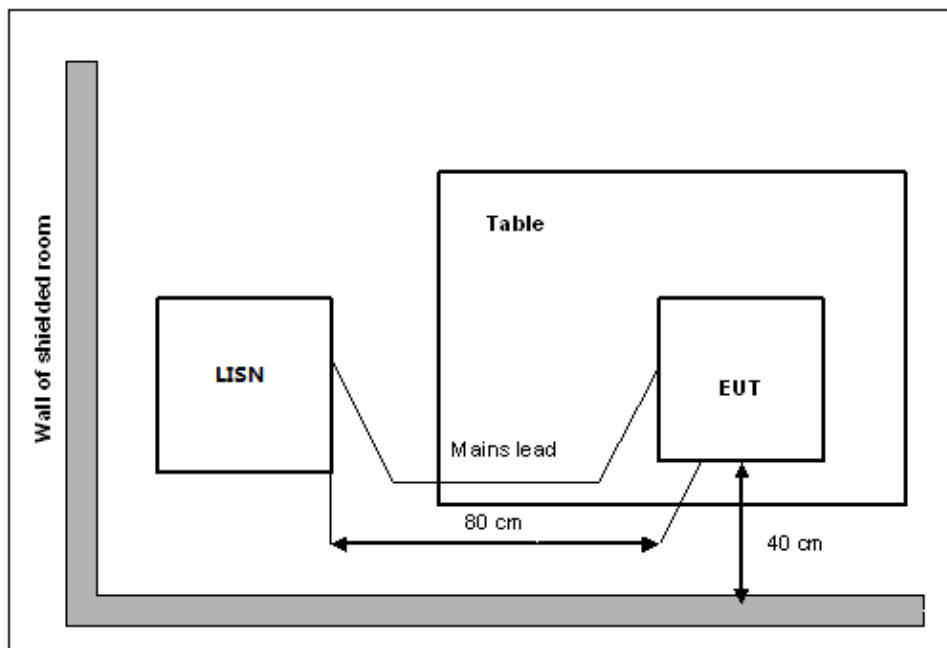 Wall of shielded room
Table
LISN
EUT
Mains lead
80 cm
40 cm